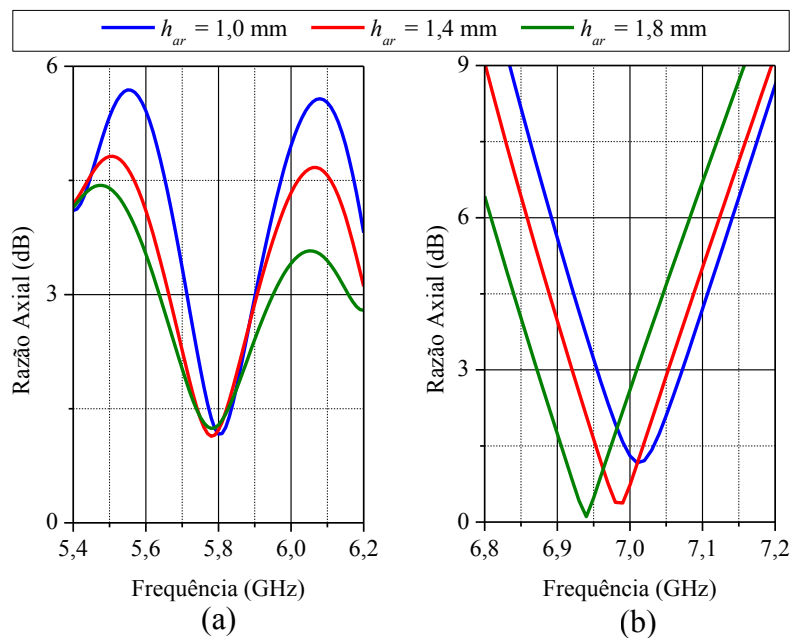 h_ar = 1,0 mm h_ar = 1,4 mm h_ar = 1,8 mm
6
3
0
Razão Axial (dB)
5,4 5,6 5,8 6,0 6,2
Frequência (GHz)
(a)
9
6
3
0
Razão Axial (dB)
6,8 6,9 7,0 7,1 7,2
Frequência (GHz)
(b)